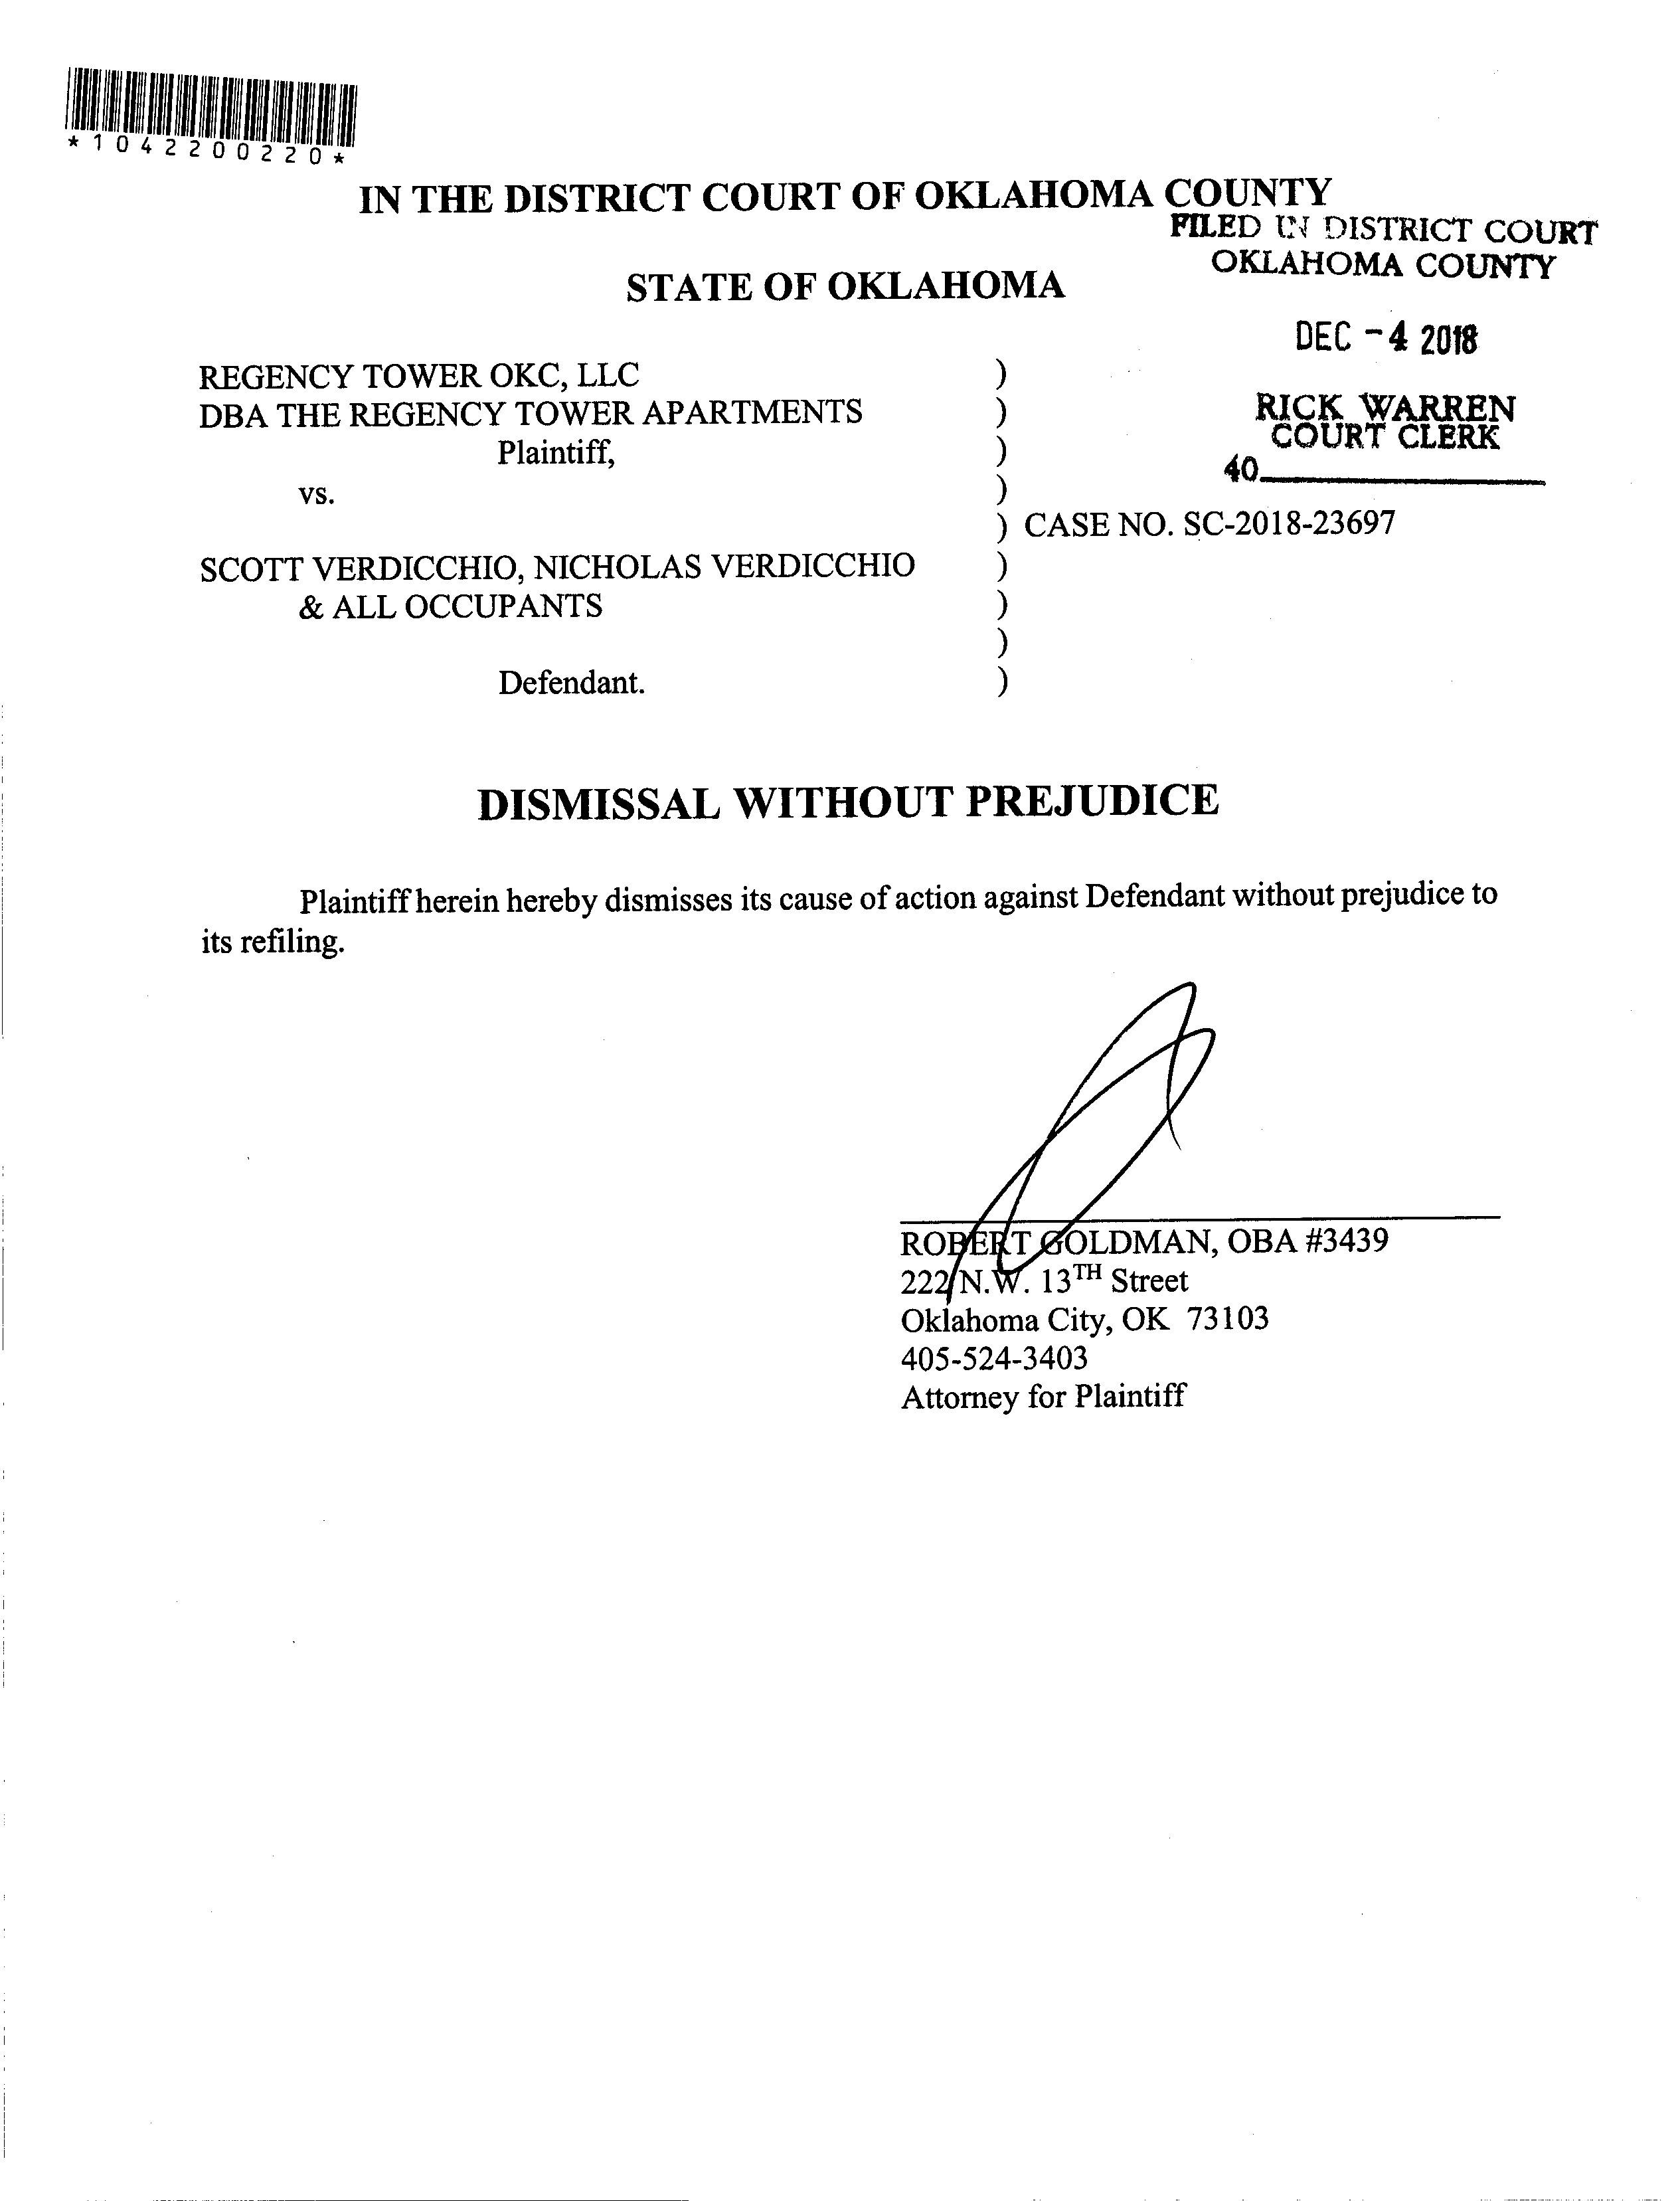 *1042200220*
IN THE DISTRICT COURT OF OKLAHOMA COUNTY
FILED IN DISTRICT COURT
OKLAHOMA COUNTY
STATE OF OKLAHOMA
DEC -4 2018
REGENCY TOWER OKC, LLC )
DBA THE REGENCY TOWER APARTMENTS )
RICK WARREN
COURT CLERK
Plaintiff, )
40
vs. )
) CASE NO. SC-2018-23697
SCOTT VERDICCHIO, NICHOLAS VERDICCHIO )
& ALL OCCUPANTS )
)
Defendant. )
DISMISSAL WITHOUT PREJUDICE
Plaintiff herein hereby dismisses its cause of action against Defendant without prejudice to
its refiling.
ROBERT GOLDMAN, OBA #3439
222 N.W. 13TH Street
Oklahoma City, OK 73103
405-524-3403
Attorney for Plaintiff